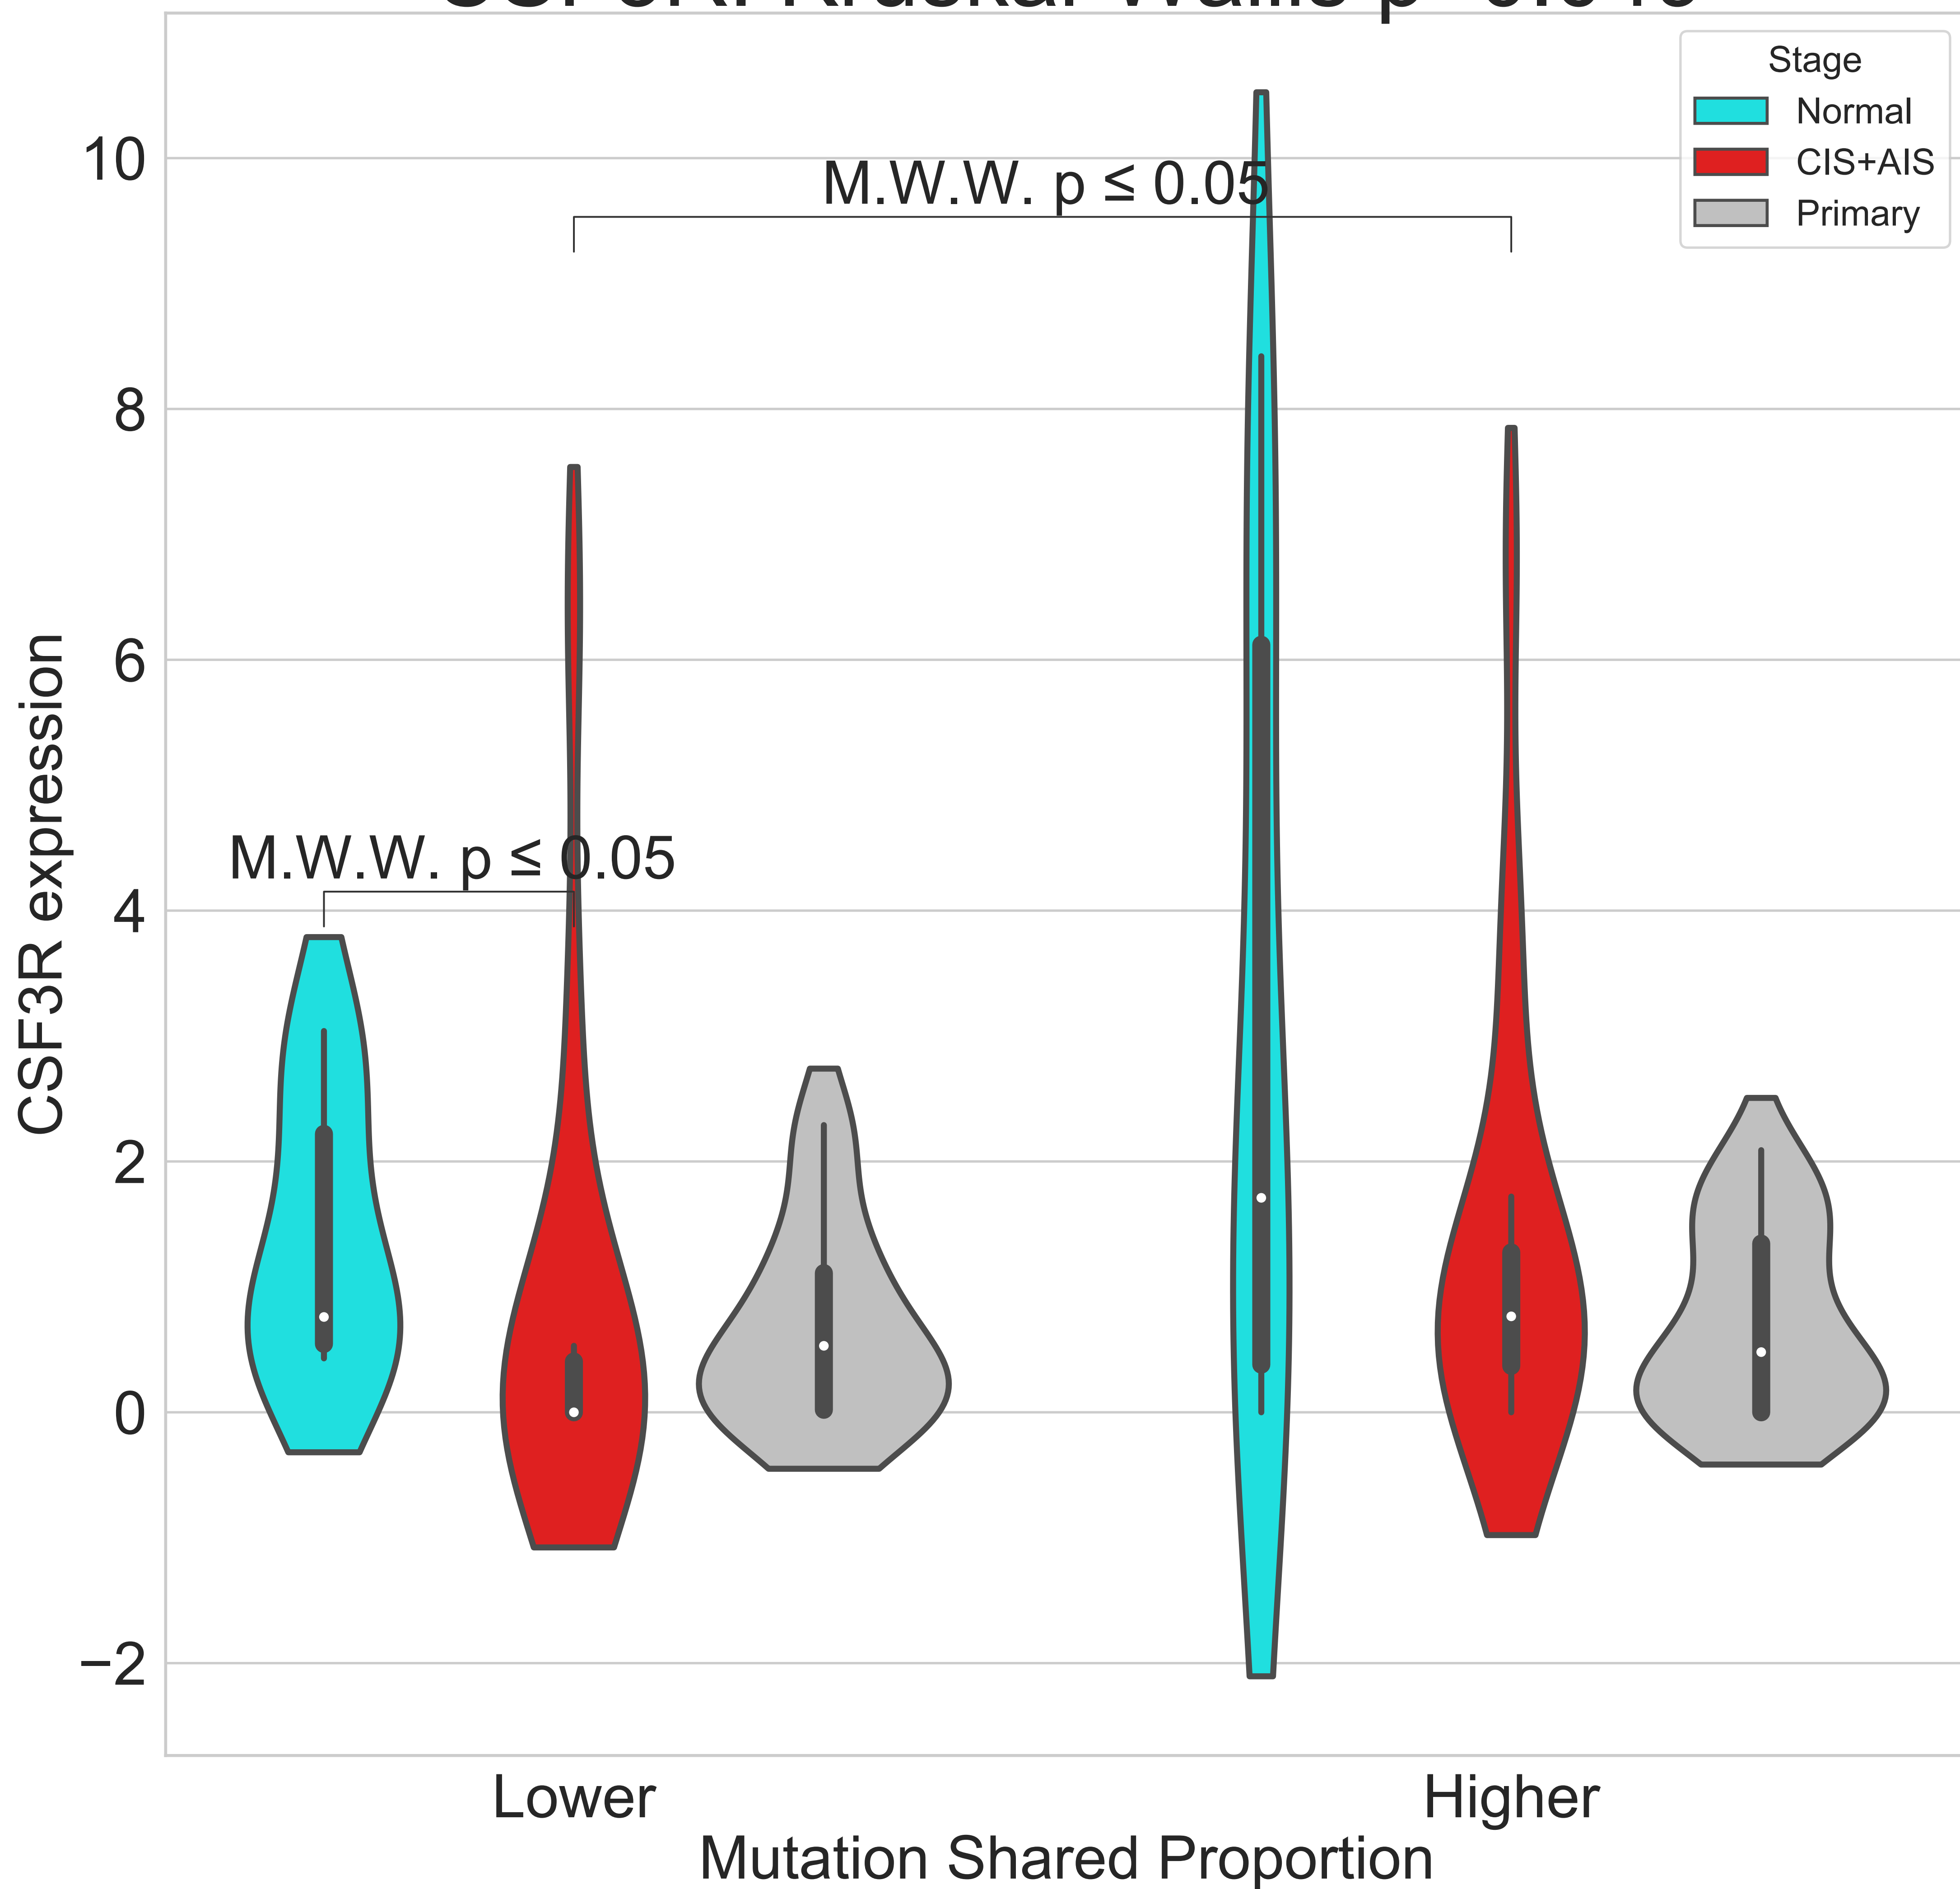 Stage
Normal
CIS+AIS
Primary
10
8
6
4
2
0
−2
M.W.W. p ≤ 0.05
M.W.W. p ≤ 0.05
CSF3R expression
Lower
Higher
Mutation Shared Proportion